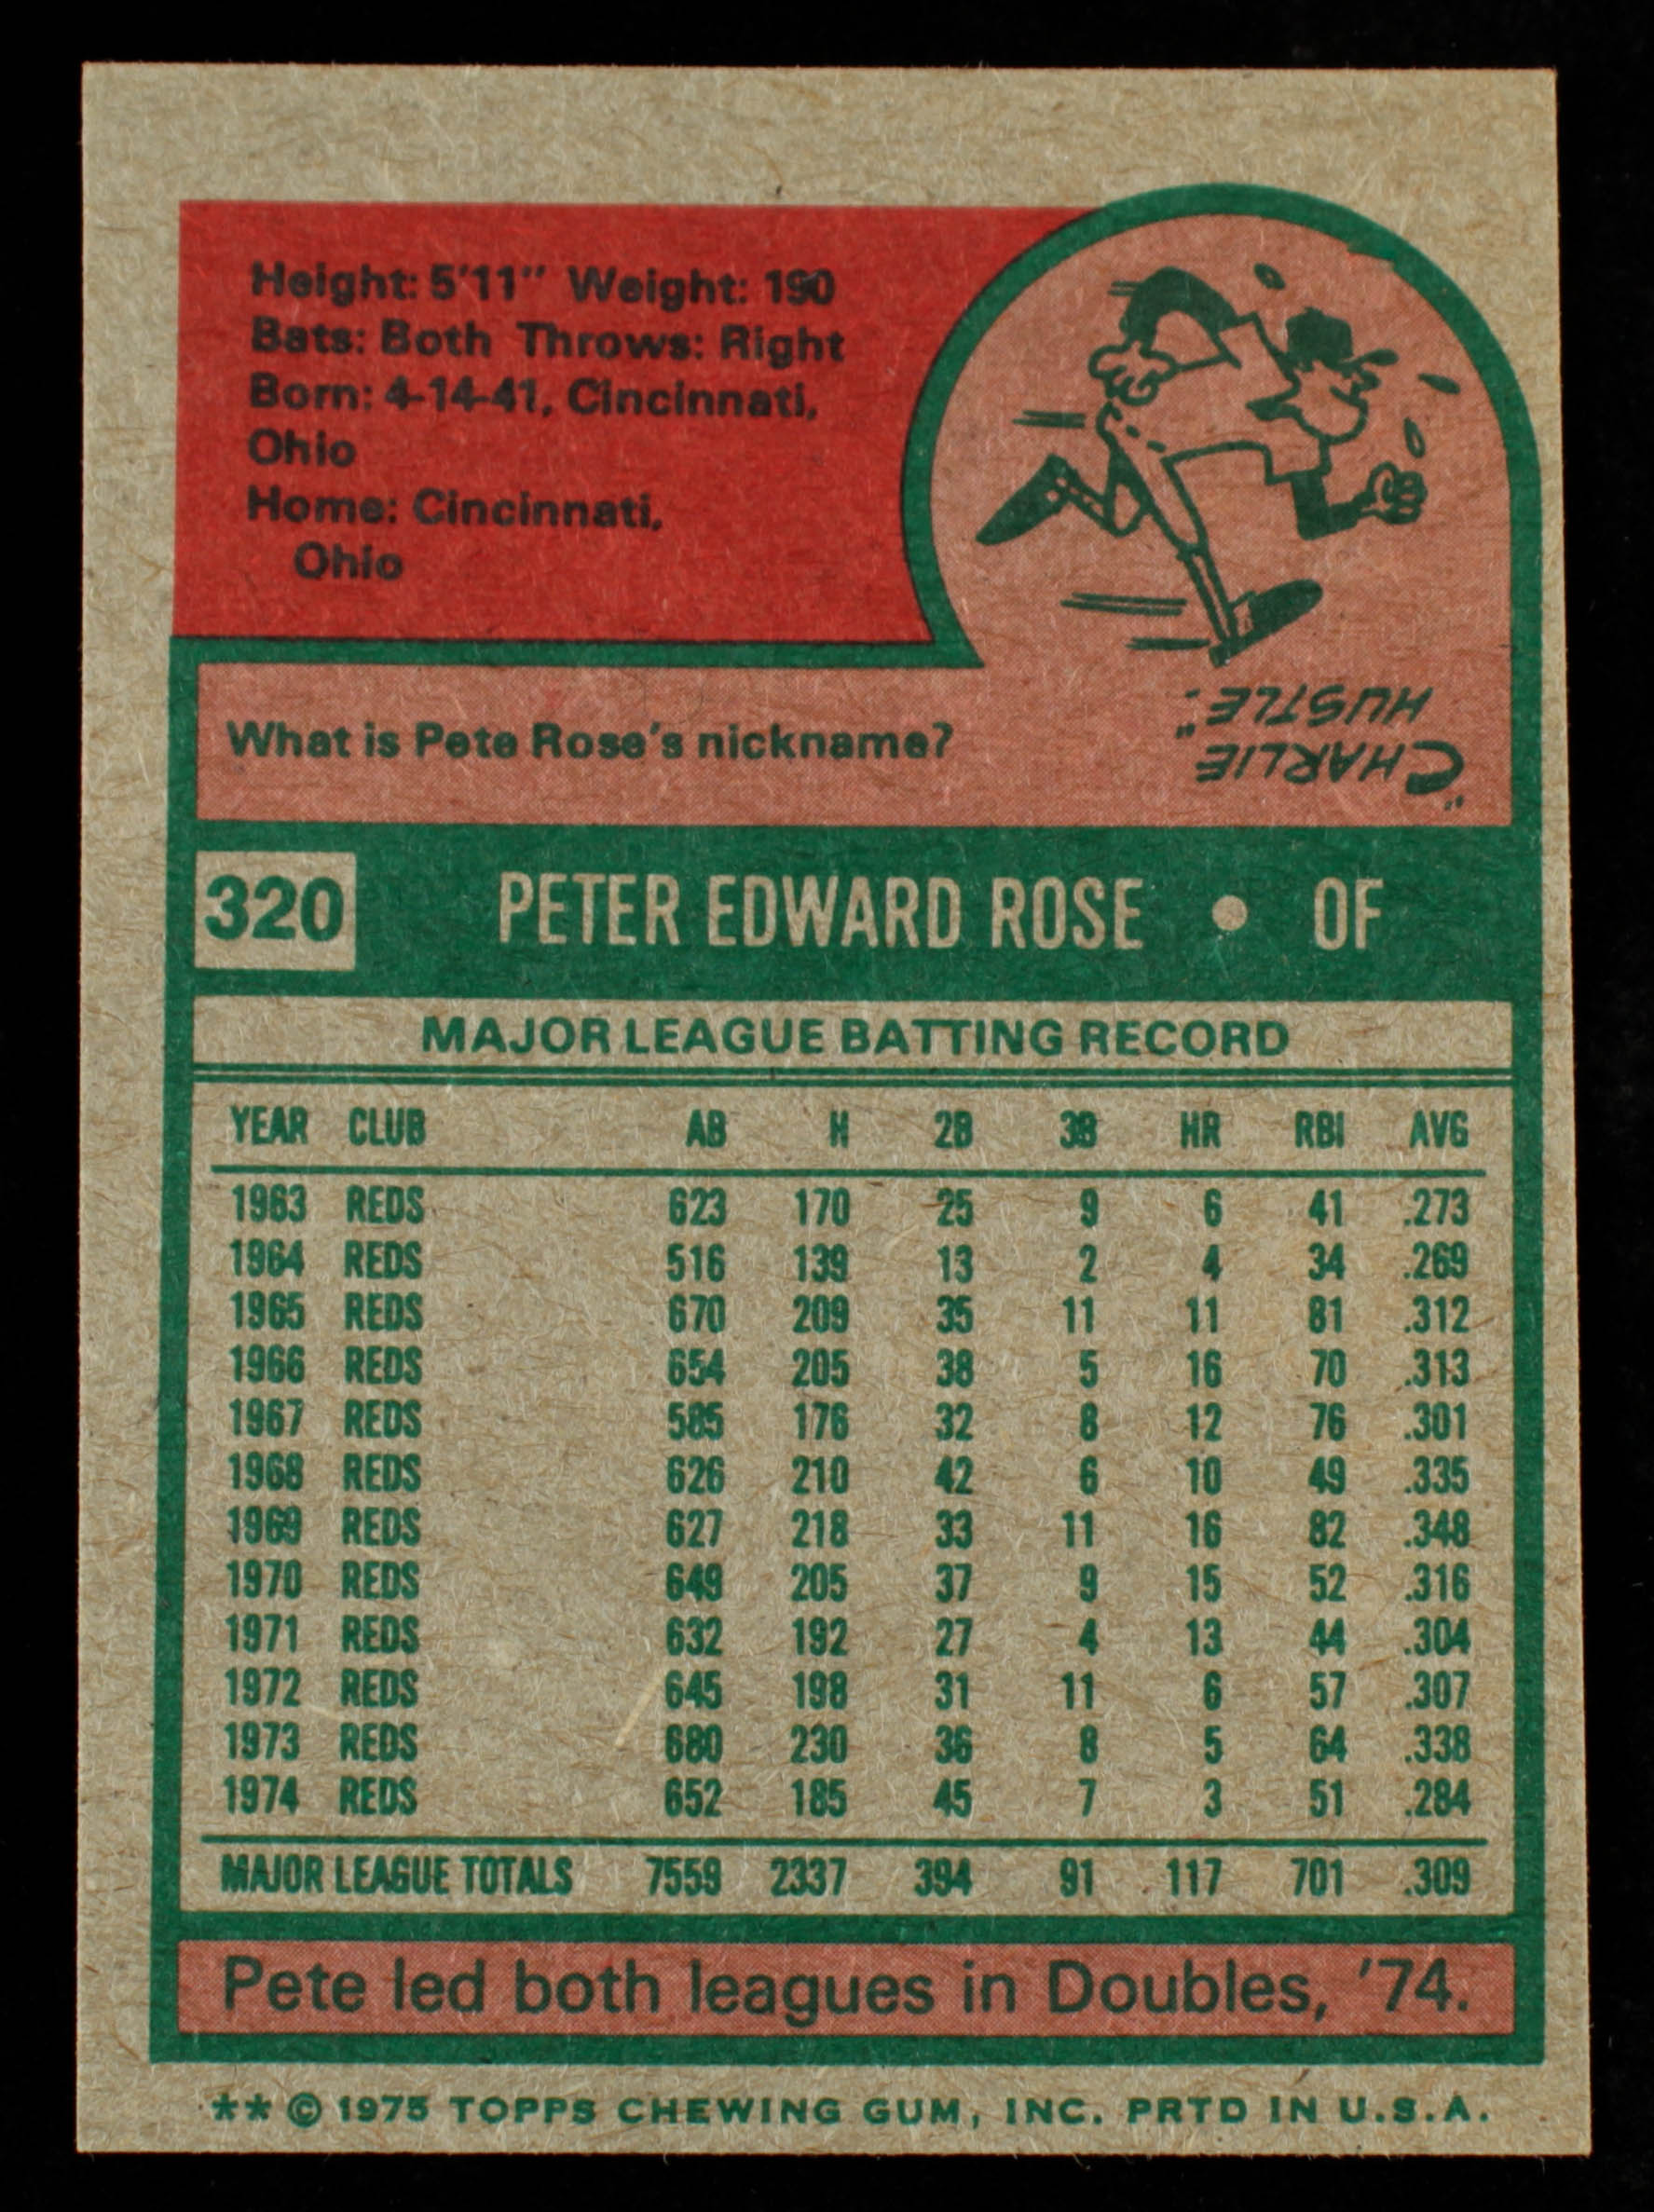 Height: 5'11" Weight: 190
Bats: Both Throws: Right
Born: 4-14-41, Cincinnati,
Ohio
Home: Cincinnati,
Ohio
What is Pete Rose's nickname?
"CHARLIE
HUSTLE".
320 PETER EDWARD ROSE • OF
MAJOR LEAGUE BATTING RECORD
YEAR CLUB AB H 2B 3B HR RBI AVG
1963 REDS 623 170 25 9 6 41 .273
1964 REDS 516 139 13 2 4 34 .269
1965 REDS 670 209 35 11 11 81 .312
1966 REDS 654 205 38 5 16 70 .313
1967 REDS 585 176 32 8 12 76 .301
1968 REDS 626 210 42 6 10 49 .335
1969 REDS 627 218 33 11 16 82 .348
1970 REDS 649 205 37 9 15 52 .316
1971 REDS 632 192 27 4 13 44 .304
1972 REDS 645 198 31 11 6 57 .307
1973 REDS 680 230 36 8 5 64 .338
1974 REDS 652 185 45 7 3 51 .284
MAJOR LEAGUE TOTALS 7559 2337 394 91 117 701 .309
Pete led both leagues in Doubles, '74.
** © 1975 TOPPS CHEWING GUM, INC. PRTD IN U.S.A.